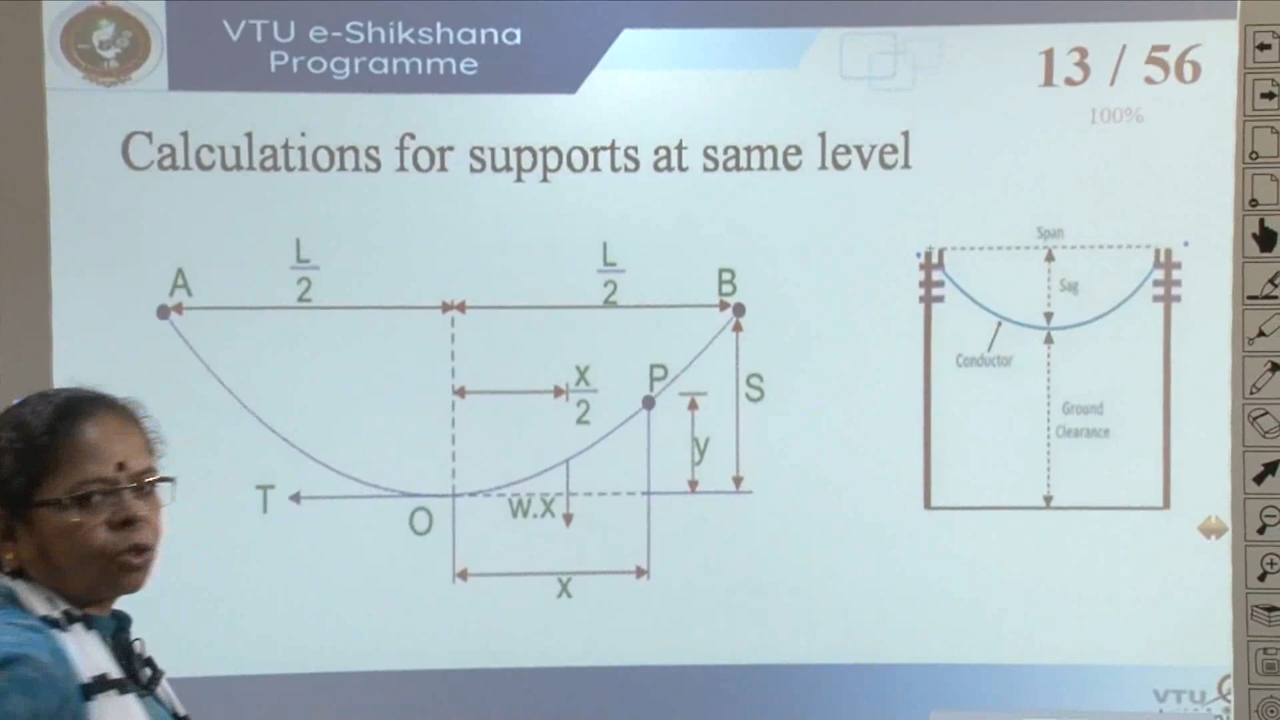 VTU e-Shikshana
Programme
13 / 56
100%
Calculations for supports at same level
A
L
2
L
2
B
x
2
P
S
y
T
O
w.x
x
Span
Sag
Conductor
Ground
Clearance
VTU